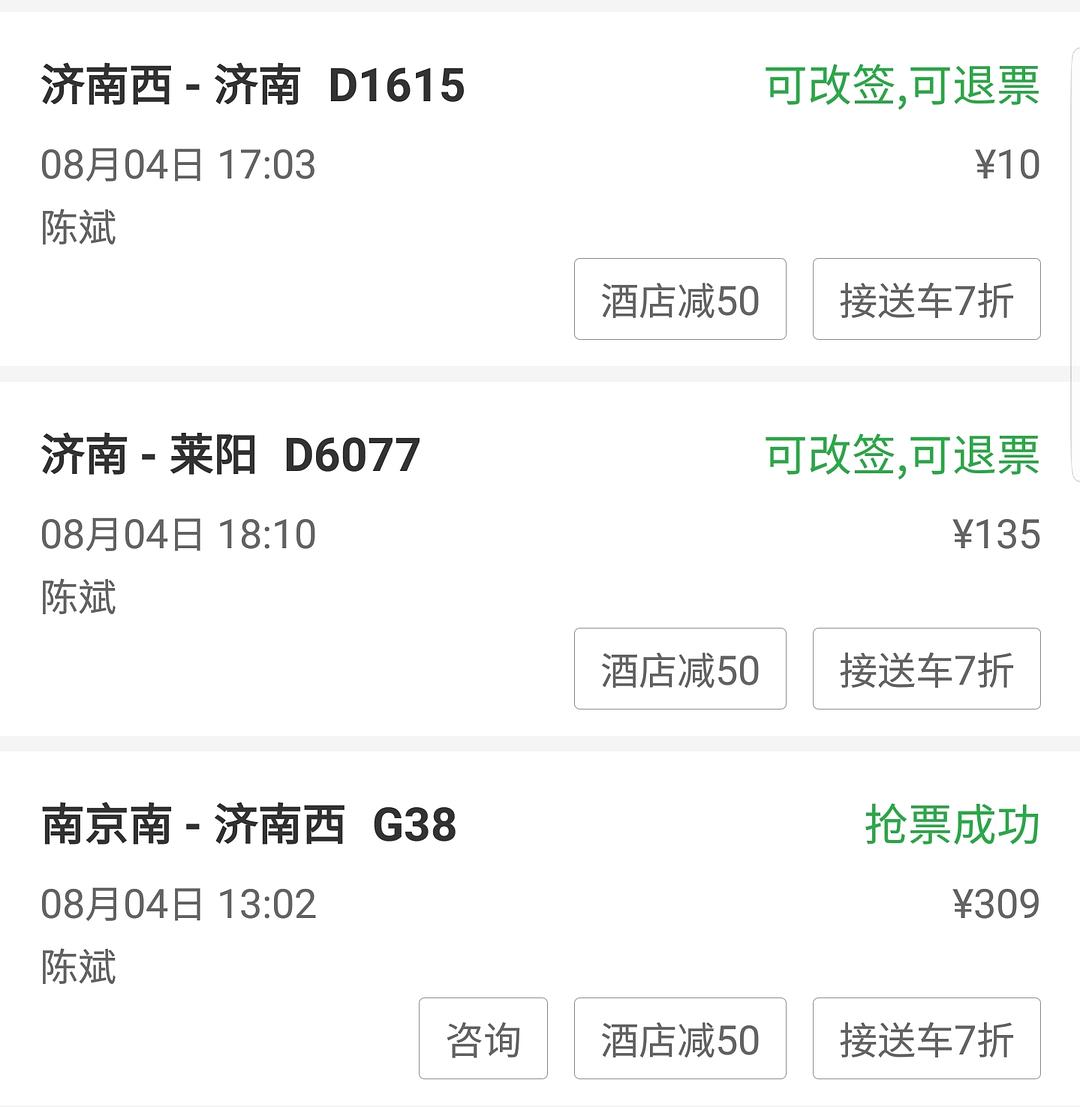 济南西 - 济南 D1615 可改签,可退票
08月04日 17:03 ¥10
陈斌
酒店减50 接送车7折
济南 - 莱阳 D6077 可改签,可退票
08月04日 18:10 ¥135
陈斌
酒店减50 接送车7折
南京南 - 济南西 G38 抢票成功
08月04日 13:02 ¥309
陈斌
咨询 酒店减50 接送车7折